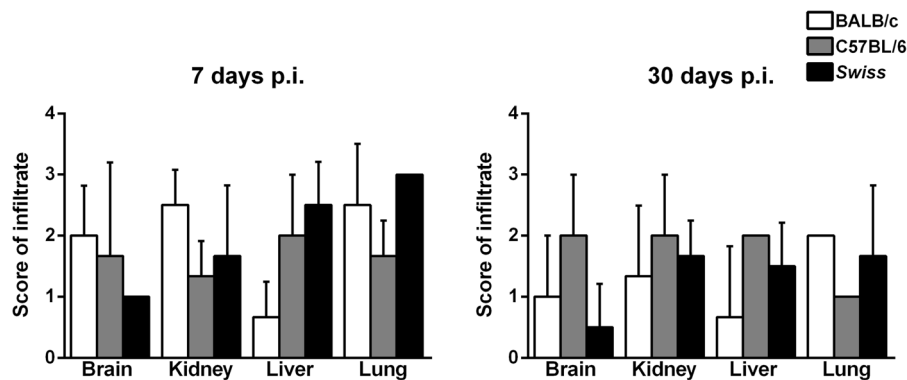 BALB/c
C57BL/6
Swiss
7 days p.i.
30 days p.i.
Score of infiltrate
4
3
2
1
0
Brain Kidney Liver Lung
Score of infiltrate
4
3
2
1
0
Brain Kidney Liver Lung